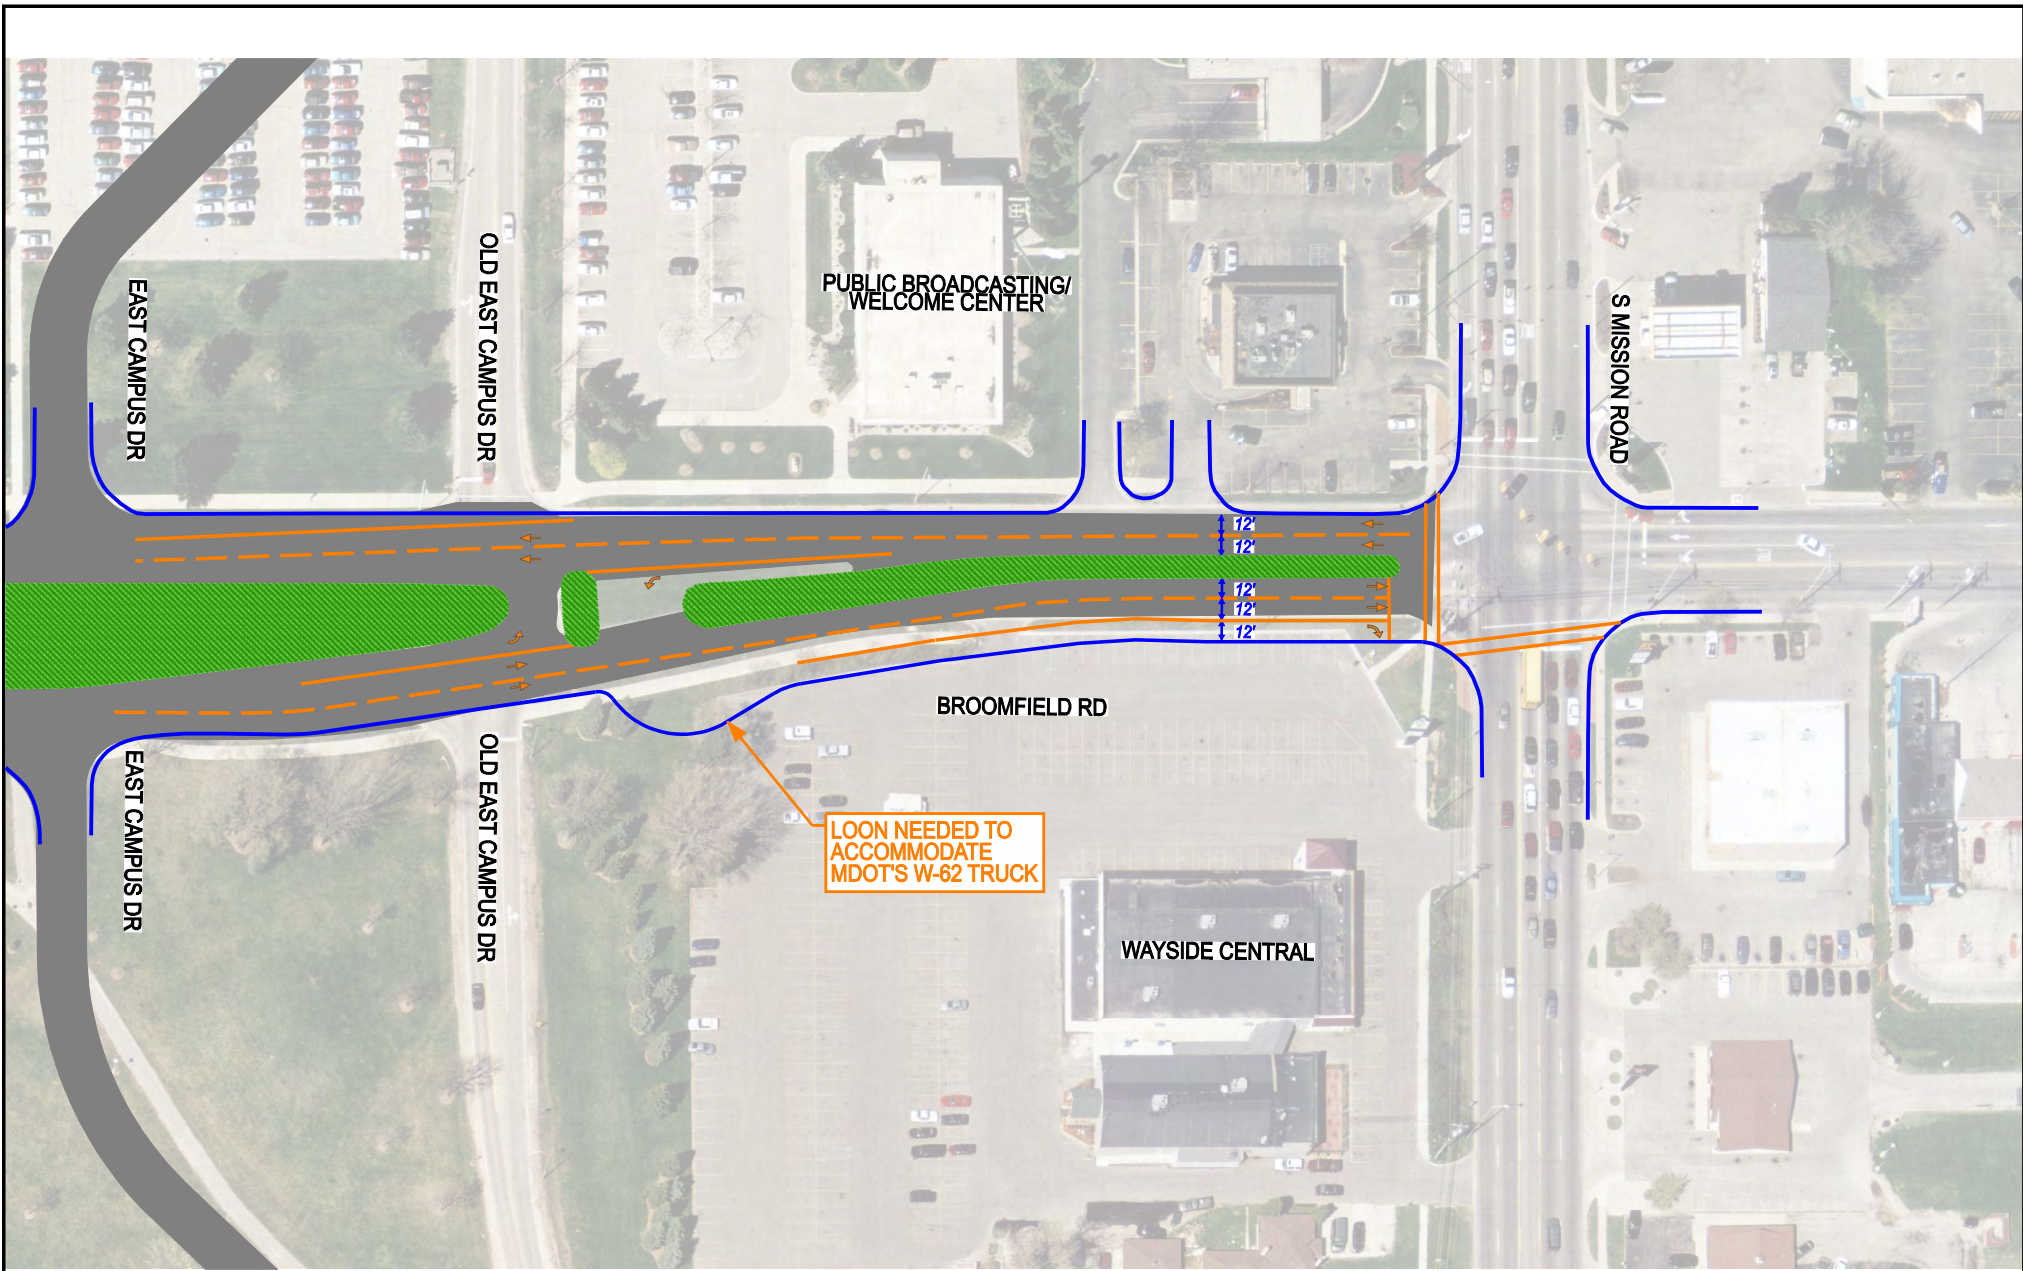 EAST CAMPUS DR
OLD EAST CAMPUS DR
PUBLIC BROADCASTING/
WELCOME CENTER
S MISSION ROAD
12'
12'
12'
12'
12'
BROOMFIELD RD
EAST CAMPUS DR
OLD EAST CAMPUS DR
LOON NEEDED TO
ACCOMMODATE
MDOT'S W-62 TRUCK
WAYSIDE CENTRAL